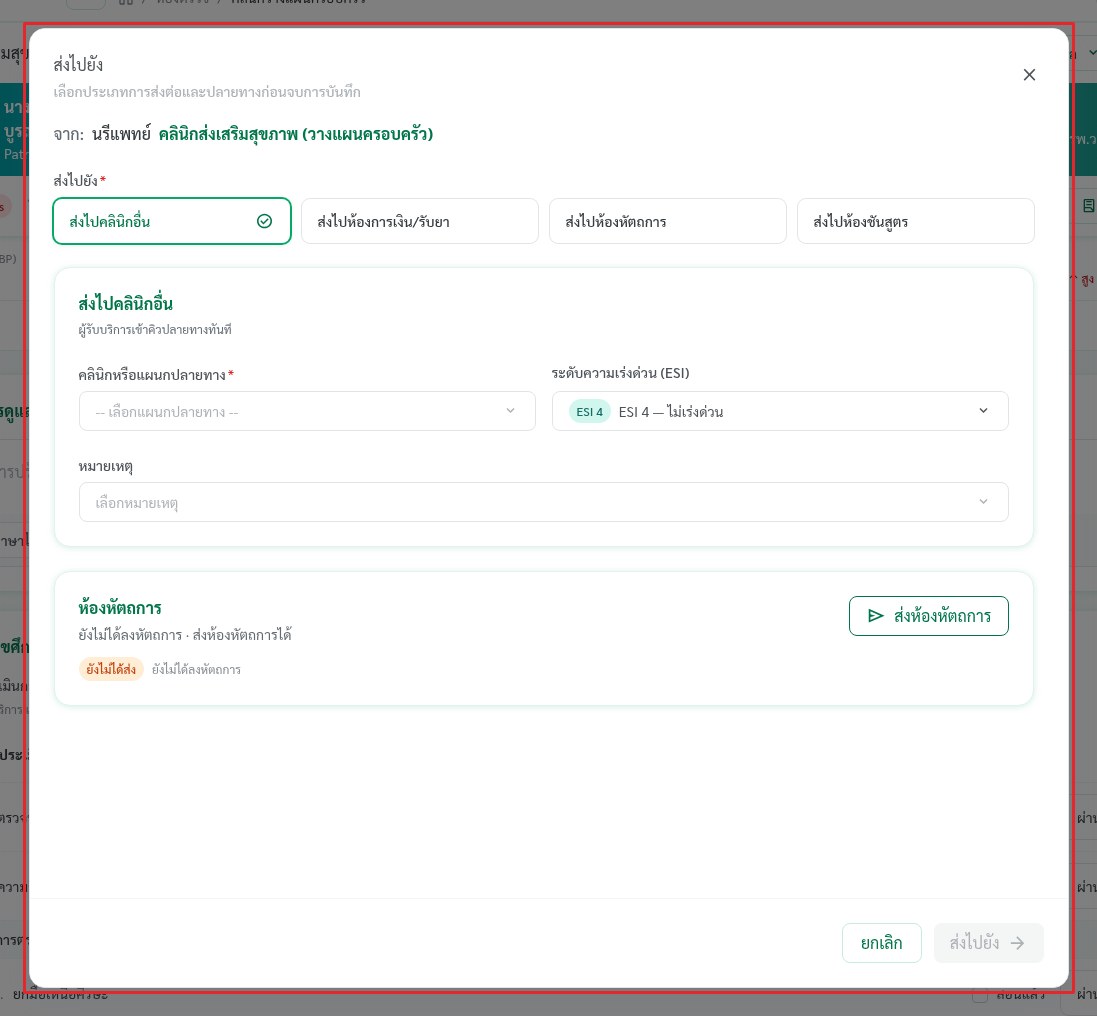 ส่งไปยัง
เลือกประเภทการส่งต่อและปลายทางก่อนจบการบันทึก
จาก: นรีแพทย์ คลินิกส่งเสริมสุขภาพ (วางแผนครอบครัว)
ส่งไปยัง*
ส่งไปคลินิกอื่น
ส่งไปห้องการเงิน/รับยา
ส่งไปห้องหัตถการ
ส่งไปห้องชันสูตร
ส่งไปคลินิกอื่น
ผู้รับบริการเข้าคิวปลายทางทันที
คลินิกหรือแผนกปลายทาง*
ระดับความเร่งด่วน (ESI)
-- เลือกแผนกปลายทาง --
ESI 4 ESI 4 — ไม่เร่งด่วน
หมายเหตุ
เลือกหมายเหตุ
ห้องหัตถการ
ส่งห้องหัตถการ
ยังไม่ได้ลงหัตถการ · ส่งห้องหัตถการได้
ยังไม่ได้ส่ง ยังไม่ได้ลงหัตถการ
ยกเลิก
ส่งไปยัง